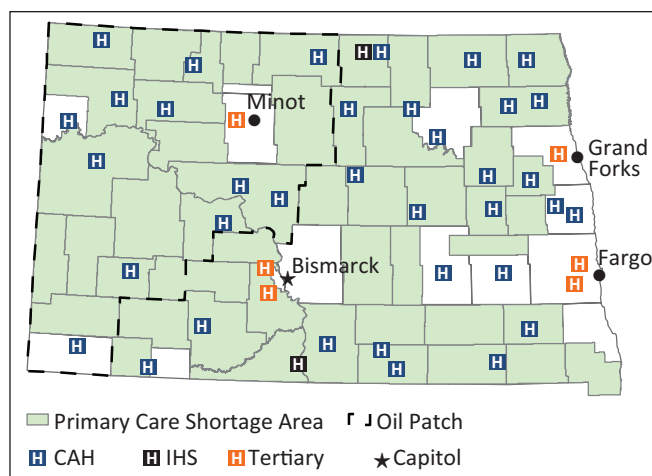 H H H H H H H
H H H
H H H H
H Minot H H
H H
H Grand
Forks
H H
H H H
H H H H H
H
H Bismarck H H H Fargo
H H H
H H
H H H
H H H H
Primary Care Shortage Area Oil Patch
H CAH H IHS H Tertiary Capitol